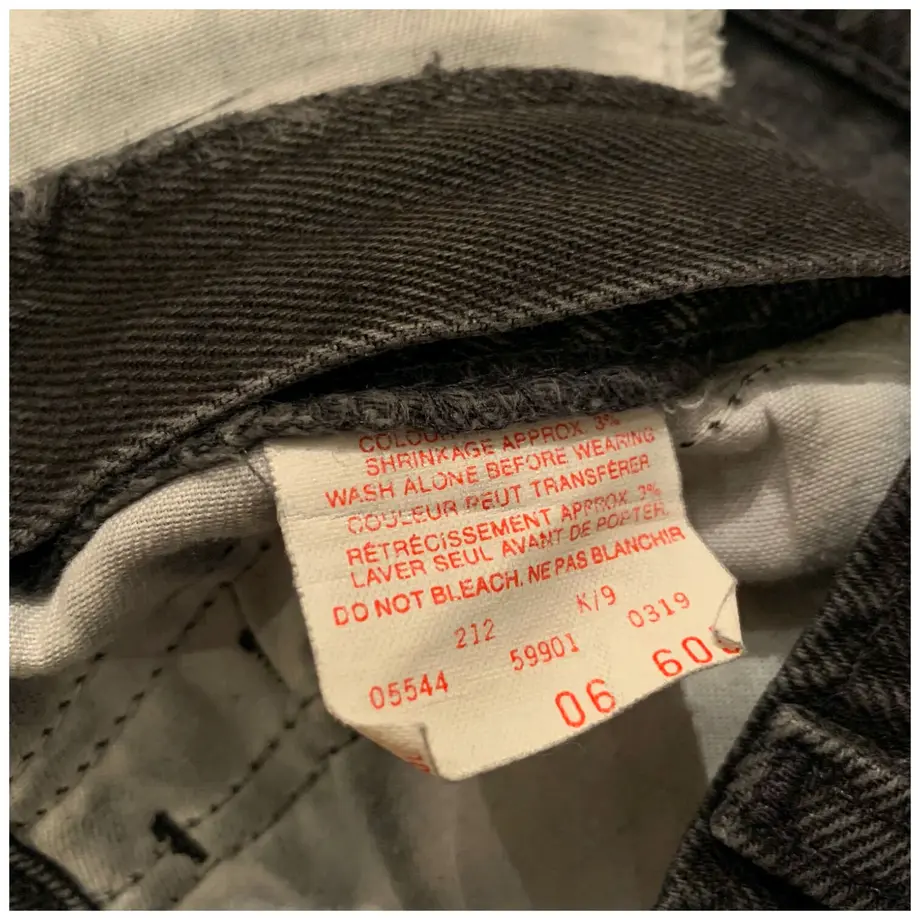 SHRINKAGE APPROX 3%
WASH ALONE BEFORE WEARING
COULEUR PEUT TRANSFÉRER
RÉTRÉCISSEMENT APPROX 3%
LAVER SEUL AVANT DE PORTER
DO NOT BLEACH. NE PAS BLANCHIR
212 K/9
05544 59901 0319
06 60